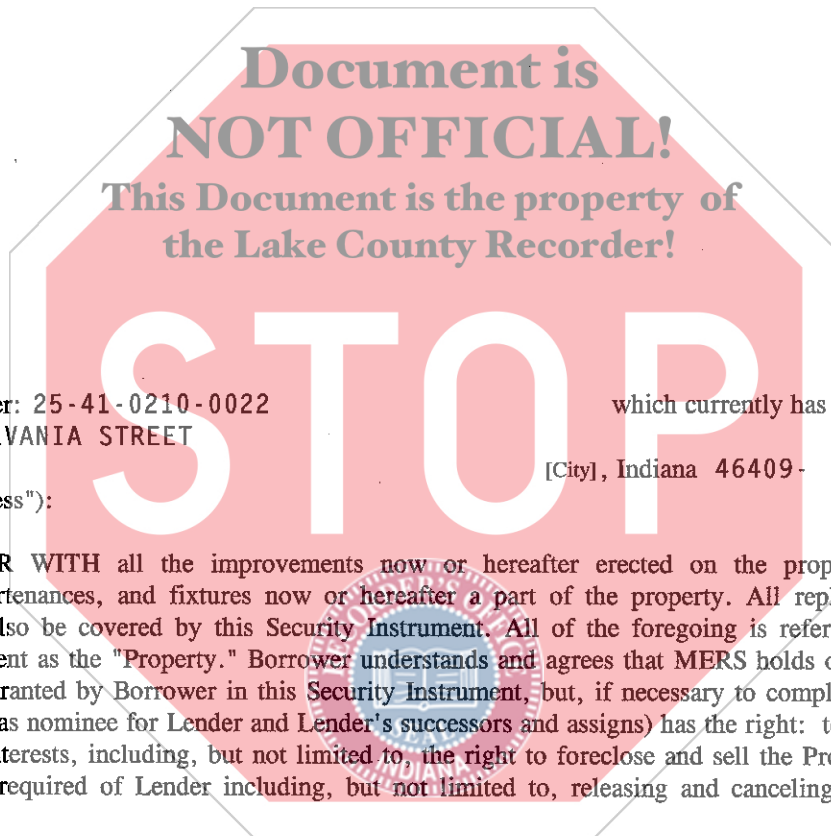 Document is
NOT OFFICIAL!
This Document is the property of
the Lake County Recorder!
STOP
er: 25-41-0210-0022 which currently has
VANIA STREET
[City], Indiana 46409-
ess"):
R WITH all the improvements now or hereafter erected on the prop
rtenances, and fixtures now or hereafter a part of the property. All repl
lso be covered by this Security Instrument. All of the foregoing is refer
ent as the "Property." Borrower understands and agrees that MERS holds o
ranted by Borrower in this Security Instrument, but, if necessary to compl
as nominee for Lender and Lender's successors and assigns) has the right: t
terests, including, but not limited to, the right to foreclose and sell the Pro
required of Lender including, but not limited to, releasing and canceling
RECORDER'S OFFICE
SEAL
INDIANA